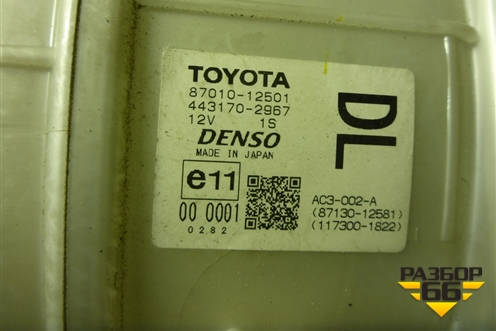 TOYOTA
87010-12501
443170-2967
12V 1S
DENSO
MADE IN JAPAN
e11
00 0001
0282
DL
AC3-002-A
(87130-12581)
(117300-1822)
РАЗБОР
66